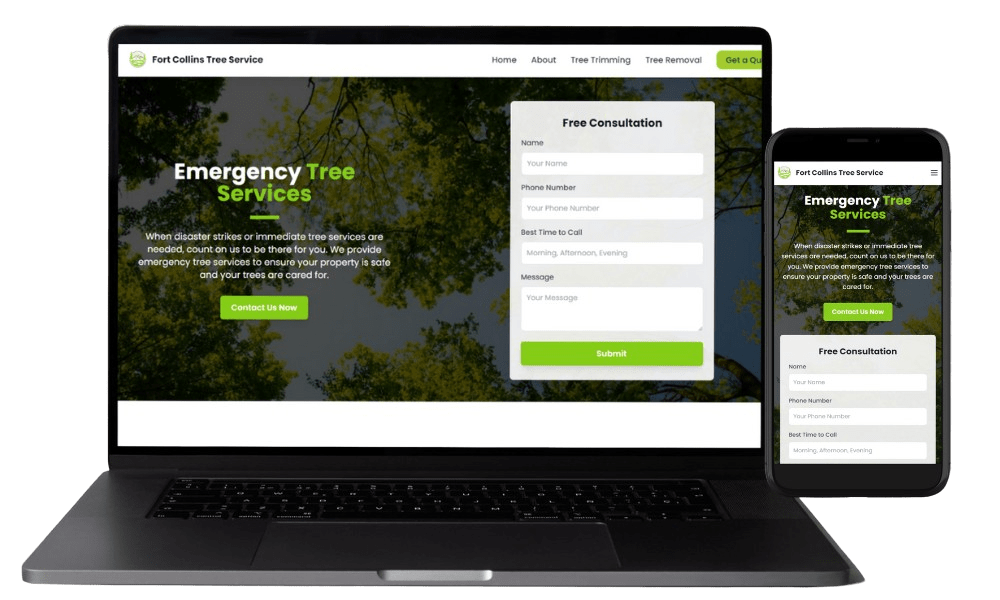 Fort Collins Tree Service
Home About Tree Trimming Tree Removal Get a Qu
Emergency Tree
Services
When disaster strikes or immediate tree services are
needed, count on us to be there for you. We provide
emergency tree services to ensure your property is safe
and your trees are cared for.
Contact Us Now
Free Consultation
Name
Your Name
Phone Number
Your Phone Number
Best Time to Call
Morning, Afternoon, Evening
Message
Your Message
Submit
Fort Collins Tree Service
Emergency Tree
Services
When disaster strikes or immediate tree
services are needed, count on us to be there for
you. We provide emergency tree services to
ensure your property is safe and your trees are
cared for.
Contact Us Now
Free Consultation
Name
Your Name
Phone Number
Your Phone Number
Best Time to Call
Morning, Afternoon, Evening